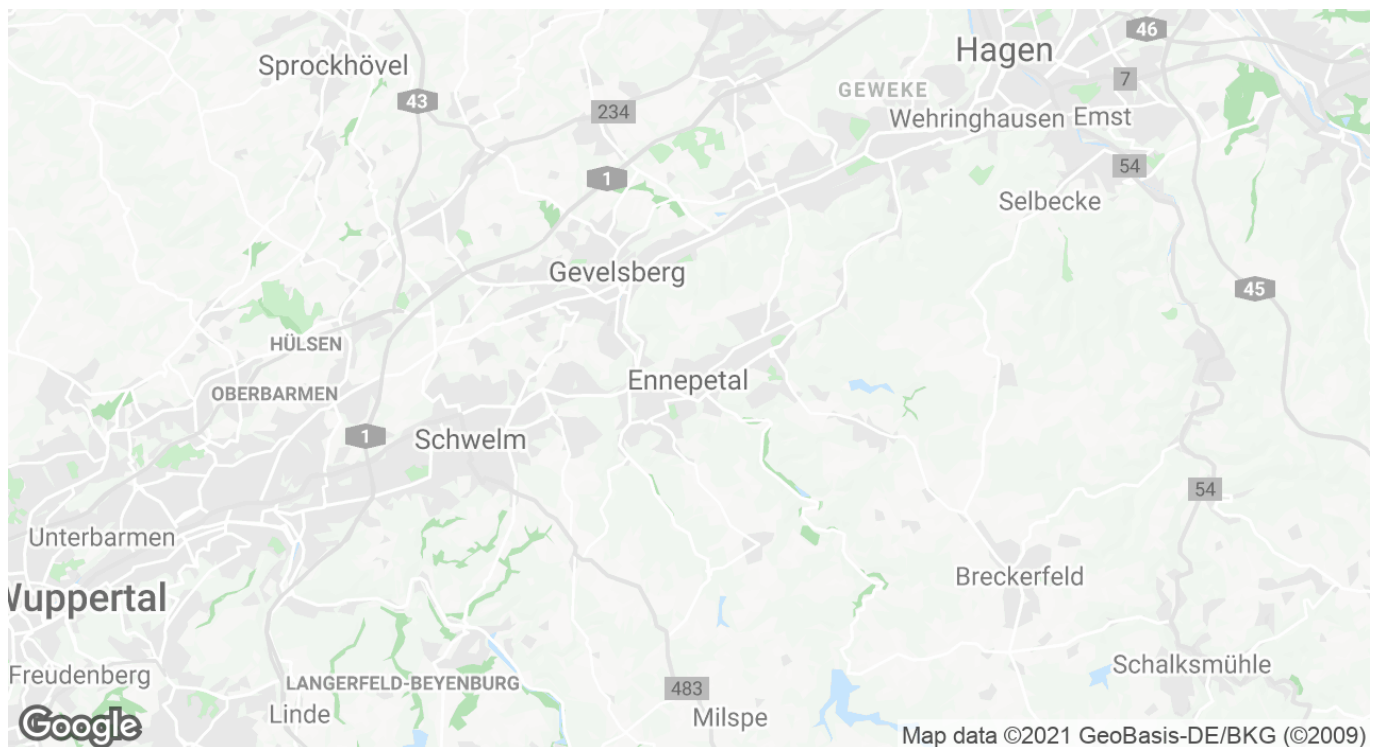 46
Hagen
Sprockhövel
7
GEWEKE
43
234
Wehringhausen
Emst
54
1
Selbecke
Gevelsberg
45
HÜLSEN
Ennepetal
OBERBARMEN
1
Schwelm
54
Unterbarmen
Breckerfeld
Wuppertal
Schalksmühle
Freudenberg
LANGERFELD-BEYENBURG
483
Linde
Milspe
Google
Map data ©2021 GeoBasis-DE/BKG (©2009)